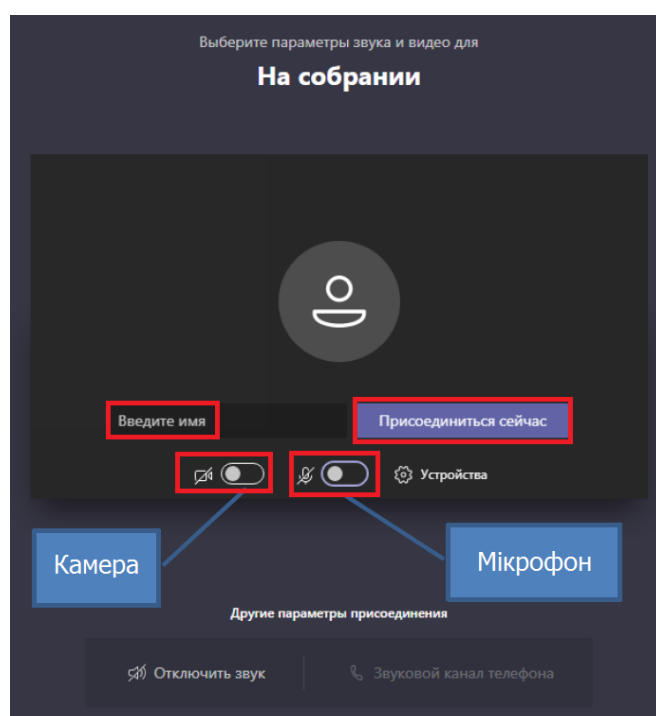 Выберите параметры звука и видео для
На собрании
Введите имя
Присоединиться сейчас
Устройства
Камера
Мікрофон
Другие параметры присоединения
Отключить звук
Звуковой канал телефона